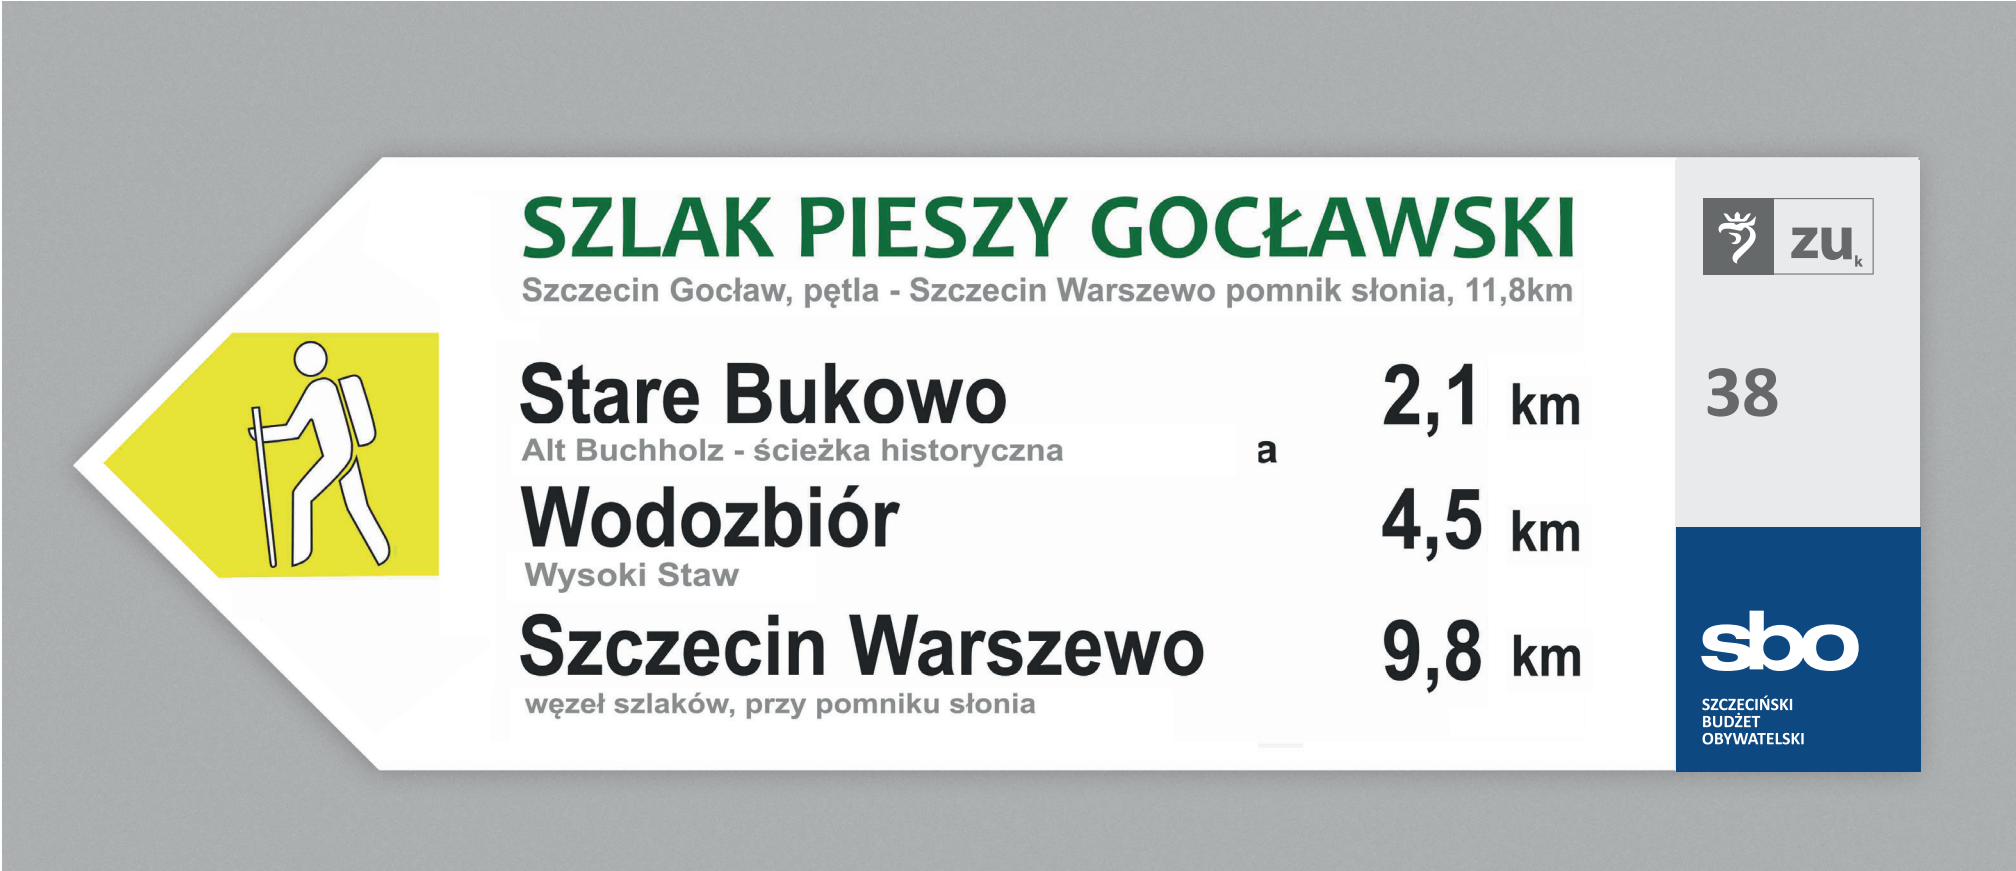 SZLAK PIESZY GOCŁAWSKI
Szczecin Gocław, pętla - Szczecin Warszewo pomnik słonia, 11,8km
Stare Bukowo 2,1 km
Alt Buchholz - ścieżka historyczna a
Wodozbiór 4,5 km
Wysoki Staw
Szczecin Warszewo 9,8 km
węzeł szlaków, przy pomniku słonia
zuk
38
sbo
SZCZECIŃSKI
BUDŻET
OBYWATELSKI